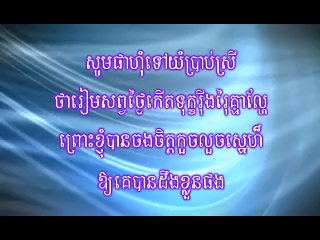 សូមផាហុំទៅយំប្រាប់ស្រី
ថារៀមសព្វថ្ងៃកើតទុក្ខរ៉ីងរ៉ៃគ្មាល្ហែ
ព្រោះខ្ញុំបានចងចិត្តកួចលួចស្នេហ៍
ឱ្យគេបានដឹងខ្លួនផង